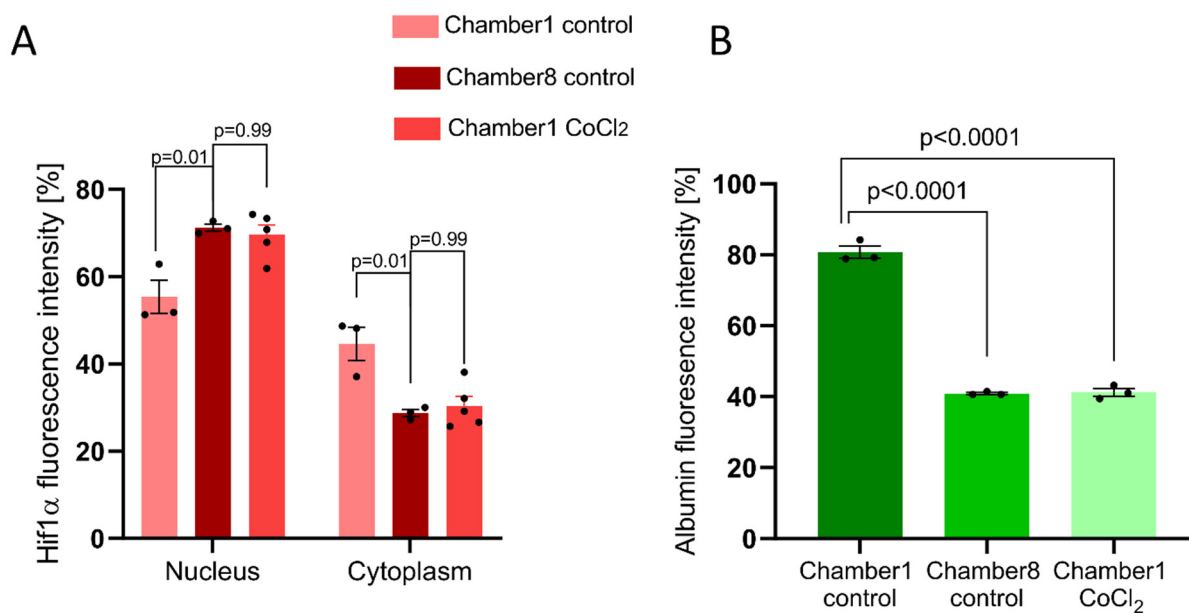 A
Chamber1 control
Chamber8 control
Chamber1 CoCl2
Hif1α fluorescence intensity [%]
80
60
40
20
0
p=0.01
p=0.99
p=0.01
p=0.99
Nucleus
Cytoplasm
B
Albumin fluoresence intensity [%]
100
80
60
40
20
0
p<0.0001
p<0.0001
Chamber1
control
Chamber8
control
Chamber1
CoCl2